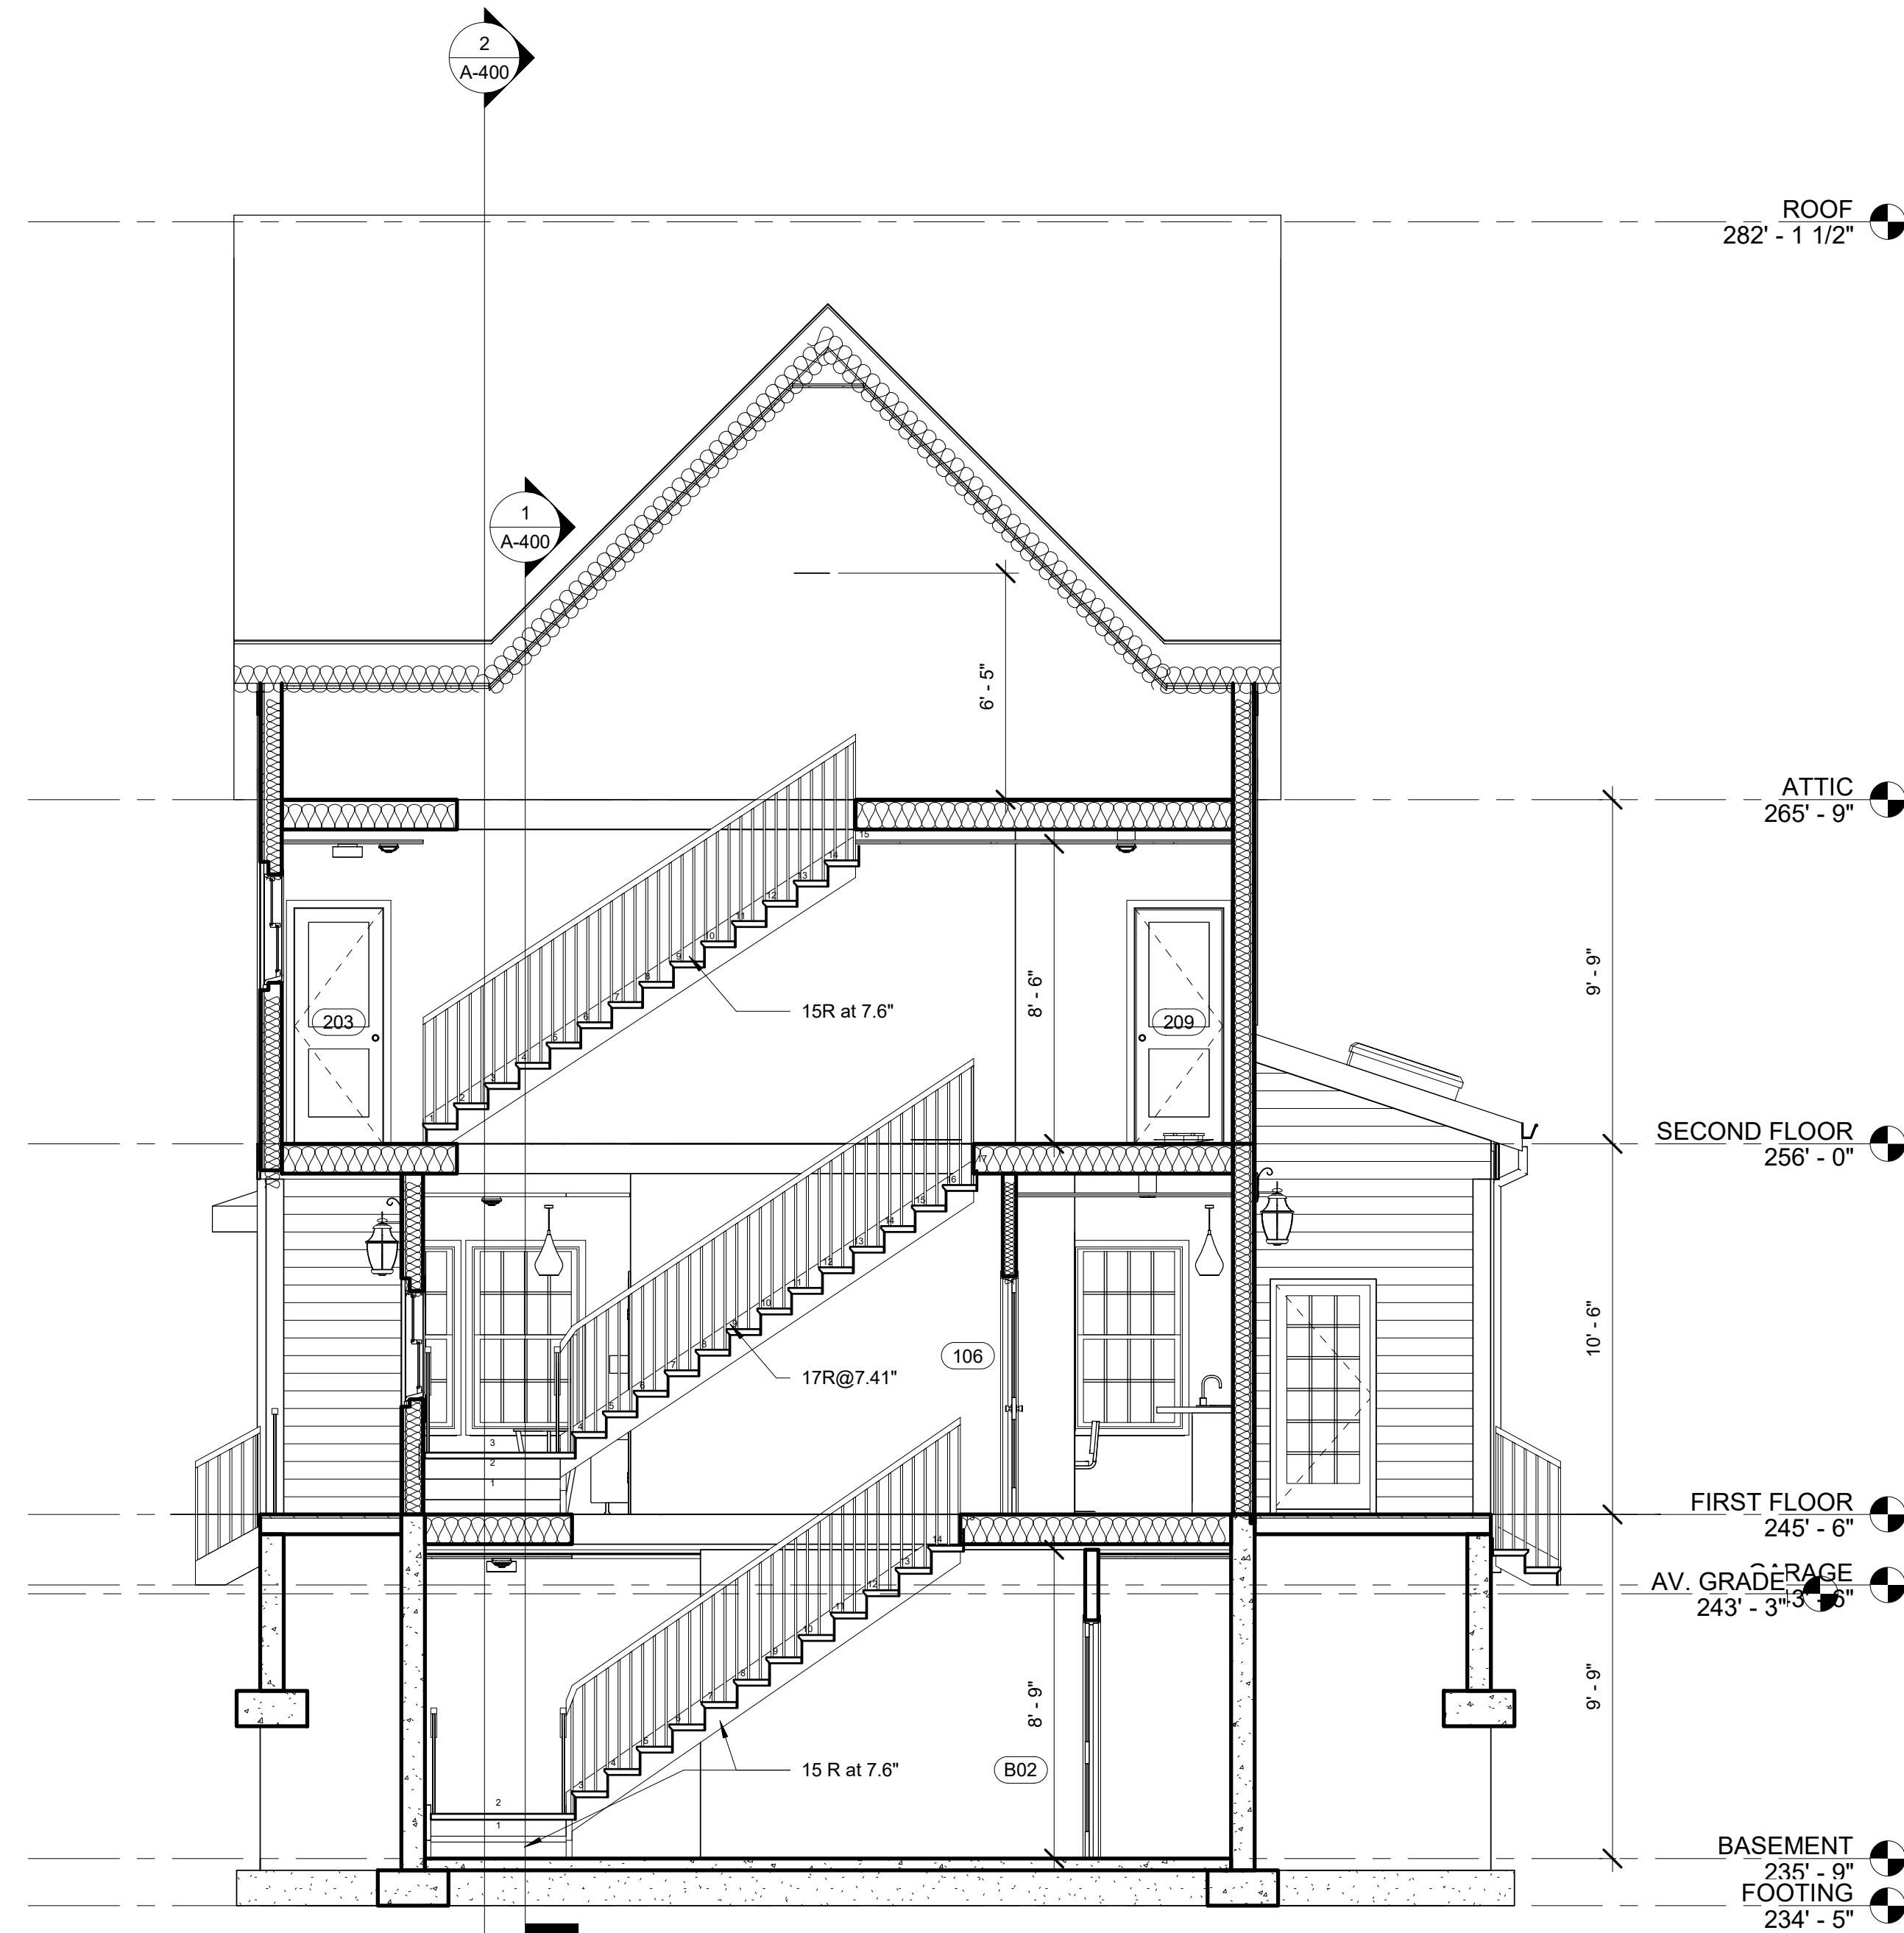 2
A-400
ROOF
282' - 1 1/2"
1
A-400
6' - 5"
ATTIC
265' - 9"
15
14
13
12
11
10
9
8
7
6
5
4
3
2
1
203
209
15R at 7.6"
8' - 6"
9' - 9"
SECOND FLOOR
256' - 0"
17
16
15
14
13
12
11
10
9
8
7
6
5
4
3
2
1
106
17R@7.41"
10' - 6"
FIRST FLOOR
245' - 6"
AV. GRADE
243' - 3"
15
14
13
12
11
10
9
8
7
6
5
4
3
2
1
8' - 9"
9' - 9"
15 R at 7.6"
B02
BASEMENT
235' - 9"
FOOTING
234' - 5"